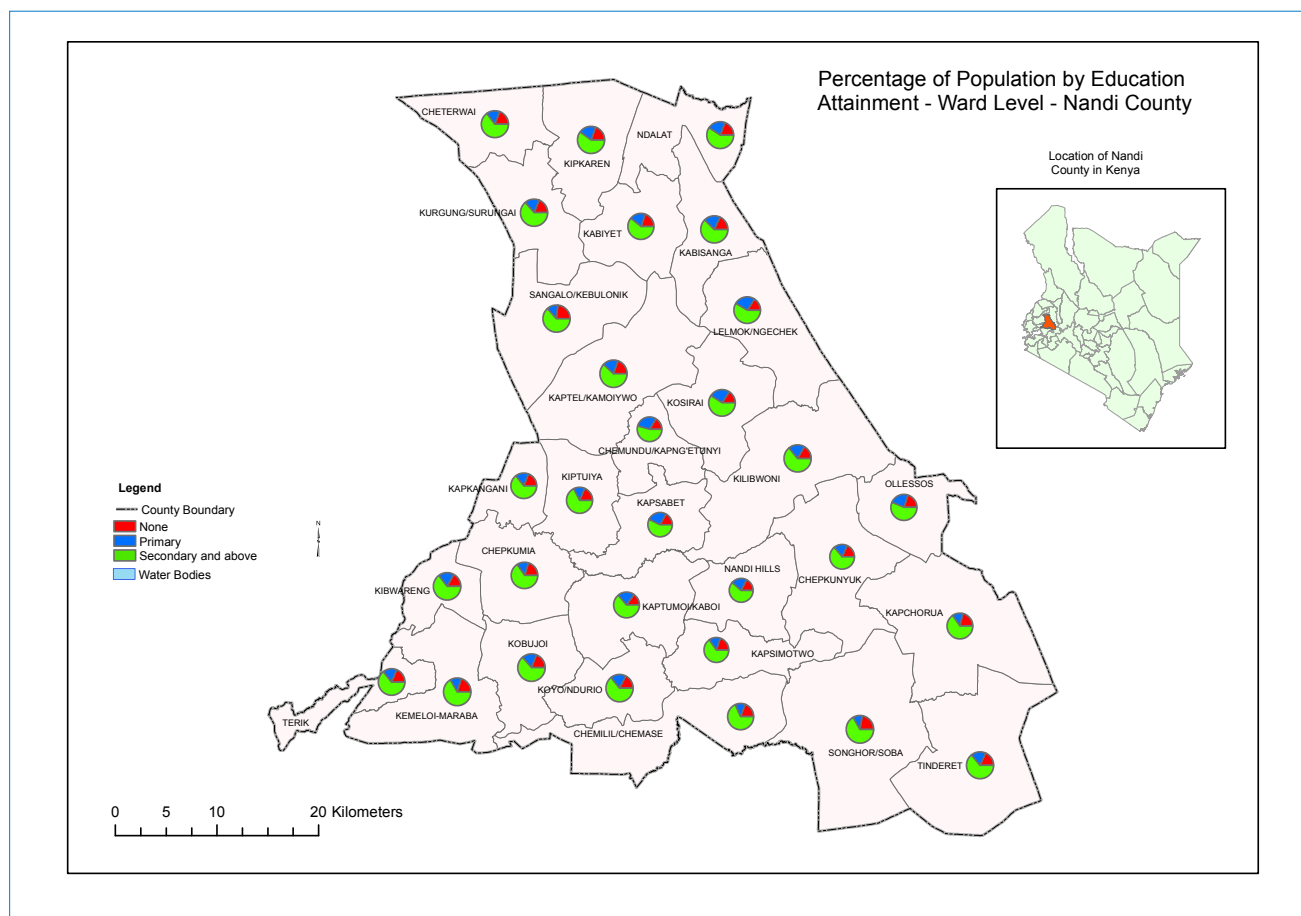 Percentage of Population by Education
Attainment - Ward Level - Nandi County
Location of Nandi
County in Kenya
CHETERWAI
KIPKAREN
NDALAT
KURGUNG/SURUNGAI
KABIYET
KABISANGA
SANGALO/KEBULONIK
LELMOK/NGECHEK
KAPTEL/KAMOIYWO
KOSIRAI
CHEMUNDU/KAPNG'ETUNYI
KILIBWONI
KAPKANGANI
KIPTUIYA
KAPSABET
OLLESSOS
CHEPKUMIA
NANDI HILLS
CHEPKUNYUK
KIBWARENG
KAPTUMOI/KABOI
KAPCHORUA
KOBUJOI
KAPSIMOTWO
KOYO/NDURIO
KEMELOI-MARABA
TERIK
CHEMILIL/CHEMASE
SONGHOR/SOBA
TINDERET
Legend
County Boundary
None
Primary
Secondary and above
Water Bodies
N
0 5 10 20 Kilometers